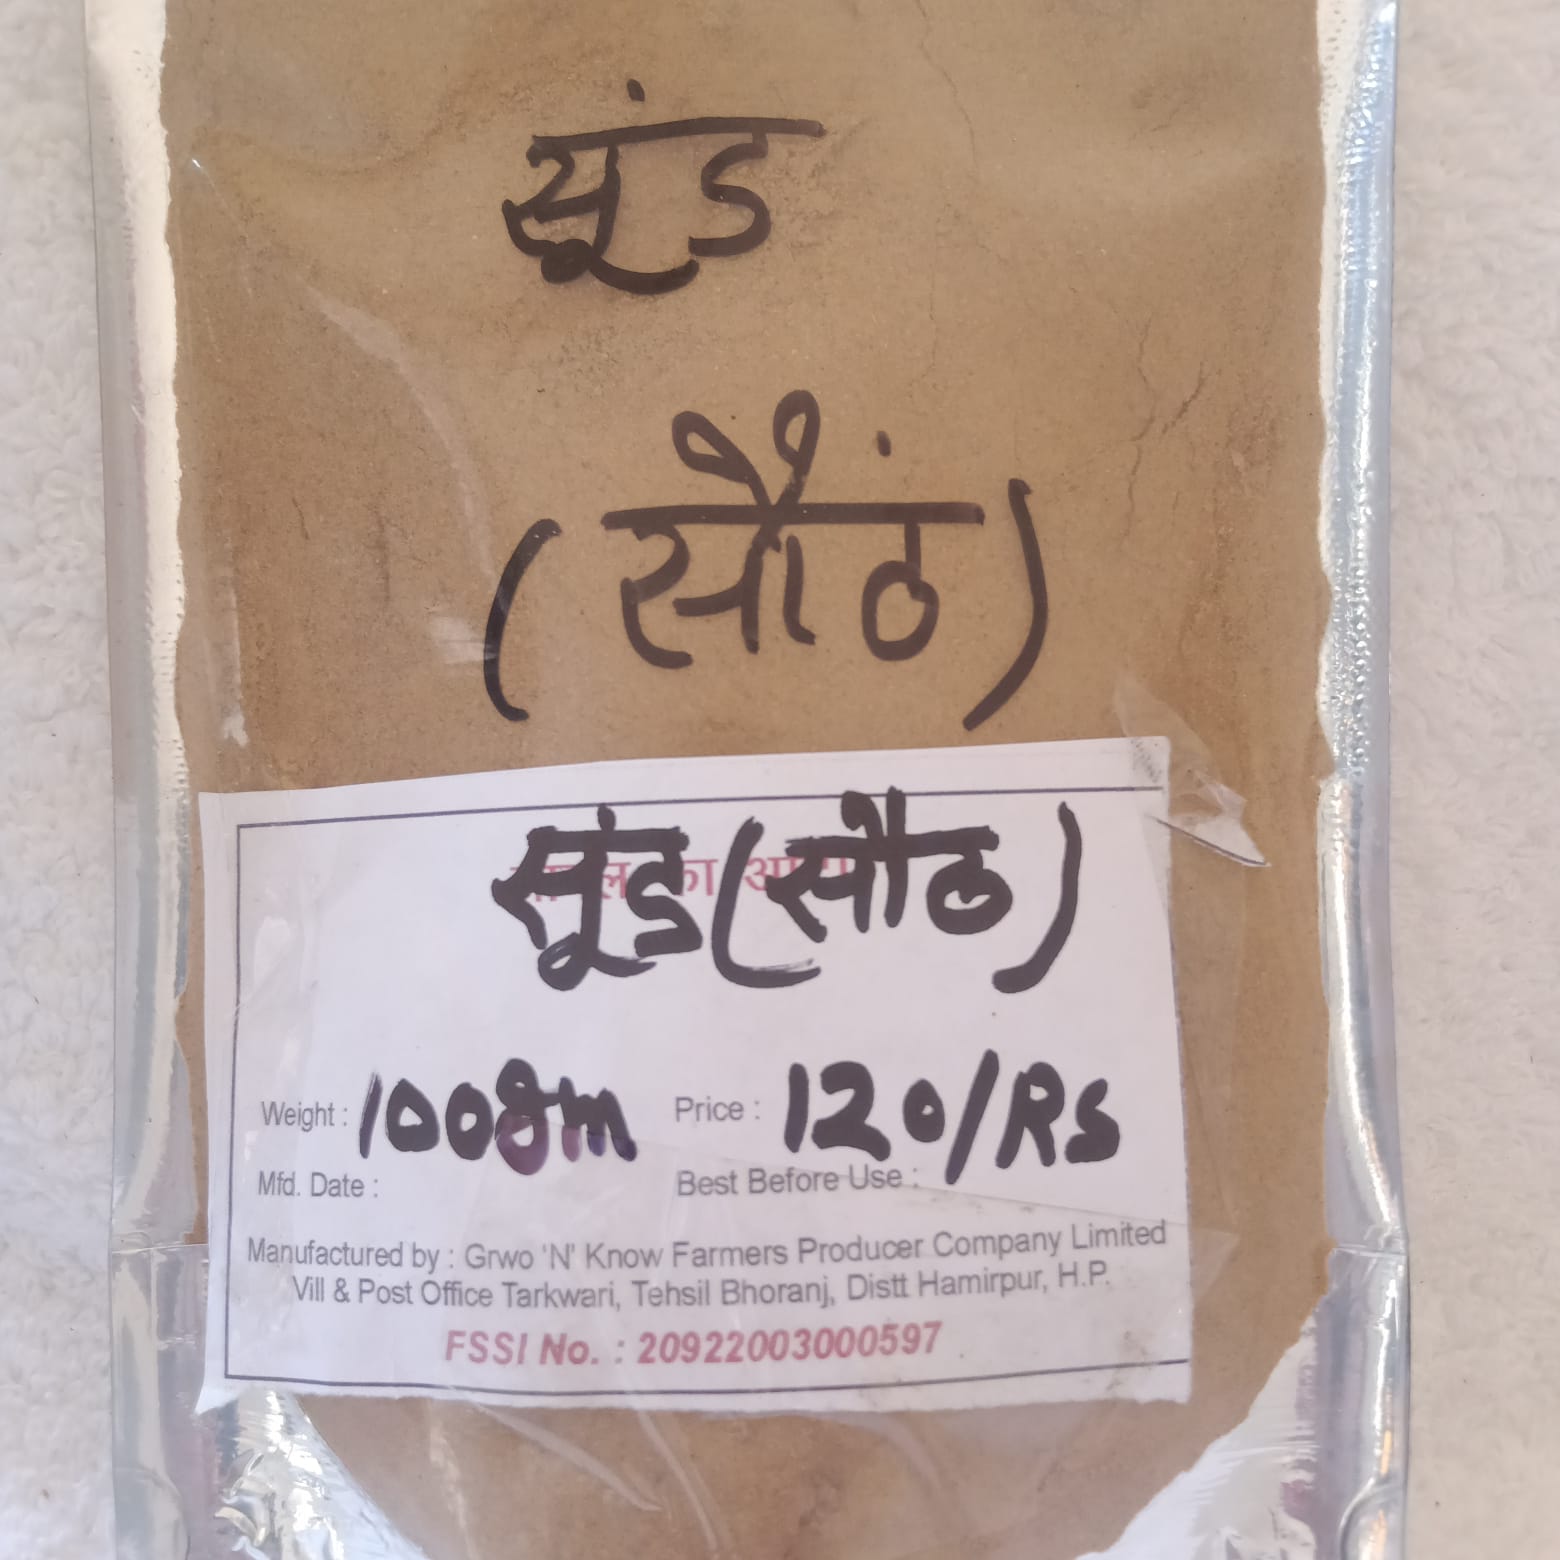 सूंड
(सौंठ)
सूंड (सौठ)
Weight : 100gm Price : 120/Rs
Mfd. Date : Best Before Use :
Manufactured by : Grwo 'N' Know Farmers Producer Company Limited
Vill & Post Office Tarkwari, Tehsil Bhoranj, Distt Hamirpur, H.P.
FSSI No. : 20922003000597